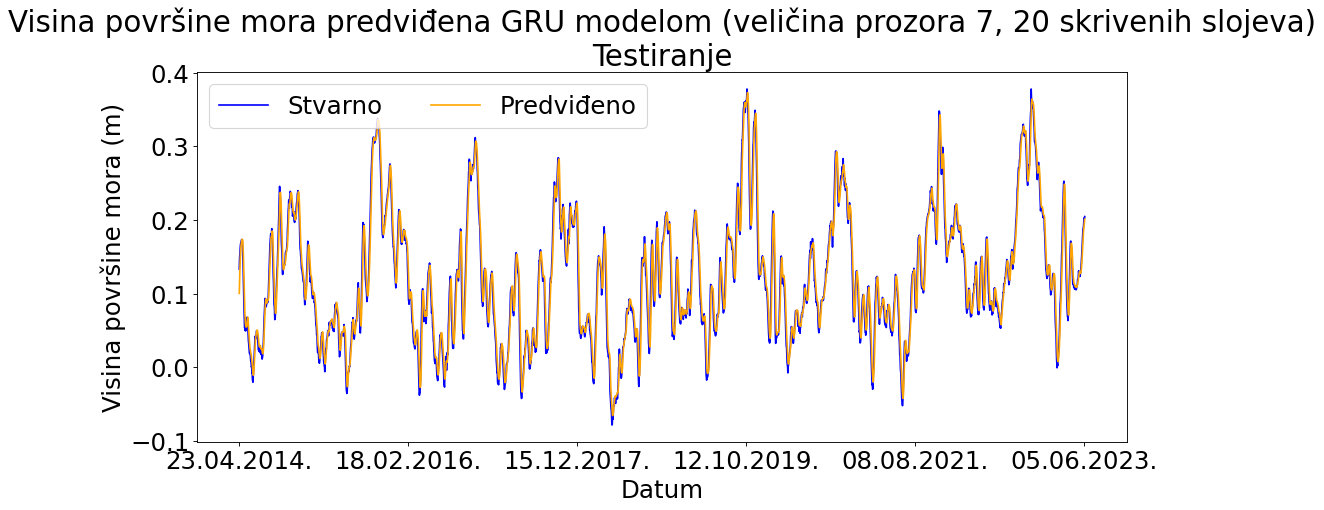 Visina površine mora predviđena GRU modelom (veličina prozora 7, 20 skrivenih slojeva)
Testiranje
Stvarno
Predviđeno
Visina površine mora (m)
0.4
0.3
0.2
0.1
0.0
−0.1
23.04.2014.
18.02.2016.
15.12.2017.
12.10.2019.
08.08.2021.
05.06.2023.
Datum